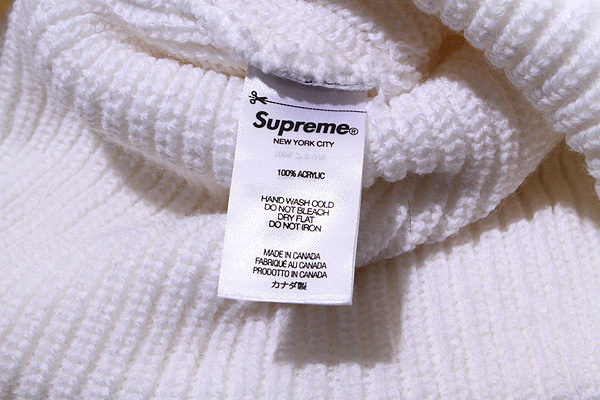 Supreme®
NEW YORK CITY
100% ACRYLIC
HAND WASH COLD
DO NOT BLEACH
DRY FLAT
DO NOT IRON
MADE IN CANADA
FABRIQUÉ AU CANADA
PRODOTTO IN CANADA
カナダ製